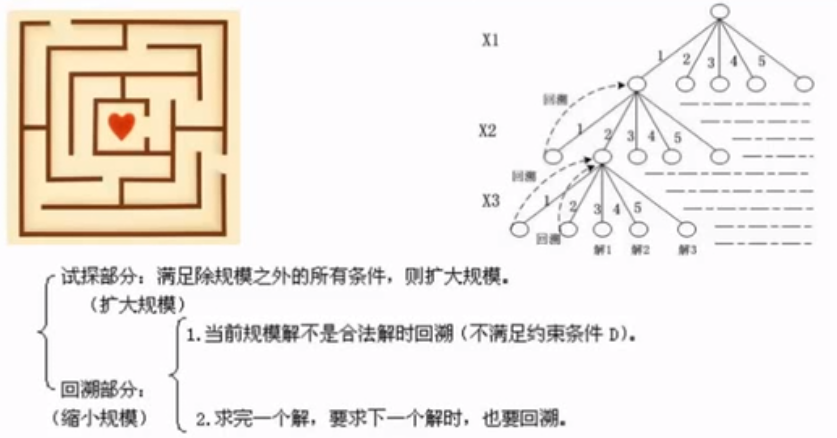 X1
1 2 3 4 5
回溯
X2
1 2 3 4 5
回溯
X3
1 2 3 4 5
回溯
解1 解2 解3
试探部分：满足除规模之外的所有条件，则扩大规模。
（扩大规模）
1.当前规模解不是合法解时回溯（不满足约束条件 D）。
回溯部分：
（缩小规模）
2.求完一个解，要求下一个解时，也要回溯。